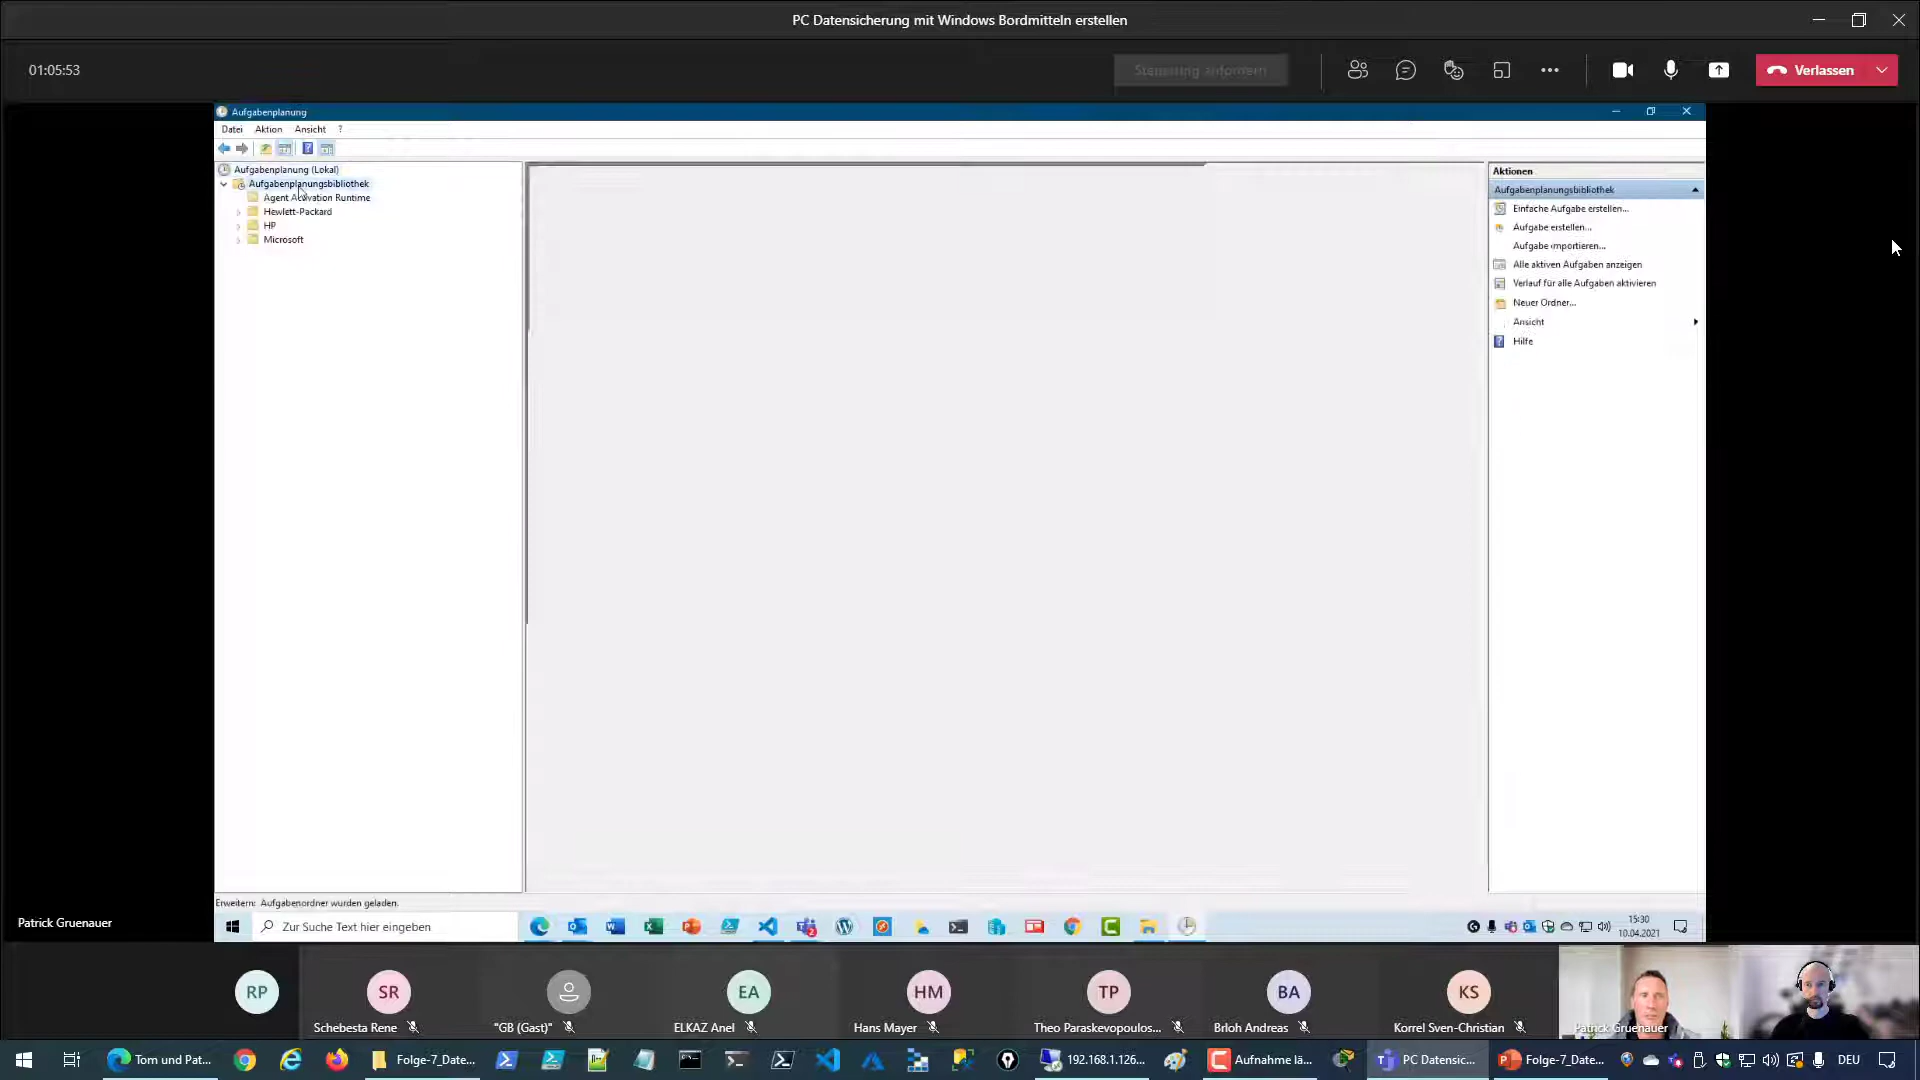 PC Datensicherung mit Windows Bordmitteln erstellen
01:05:53
Steuerung anfordern
Verlassen
Aufgabenplanung
Datei Aktion Ansicht ?
Aufgabenplanung (Lokal)
Aufgabenplanungsbibliothek
Agent Activation Runtime
Hewlett-Packard
HP
Microsoft
Aktionen
Aufgabenplanungsbibliothek
Einfache Aufgabe erstellen...
Aufgabe erstellen...
Aufgabe importieren...
Alle aktiven Aufgaben anzeigen
Verlauf für alle Aufgaben aktivieren
Neuer Ordner...
Ansicht
Hilfe
Erweitern: Aufgabenordner wurden geladen.
Patrick Gruenauer
Zur Suche Text hier eingeben
15:30
10.04.2021
RP
SR
EA
HM
TP
BA
KS
Schebesta Rene
"GB (Gast)"
ELKAZ Anel
Hans Mayer
Theo Paraskevopoulos...
Brloh Andreas
Korrel Sven-Christian
Patrick Gruenauer
Tom und Pat...
Folge-7_Date...
192.168.1.126...
Aufnahme lä...
PC Datensic...
Folge-7_Date...
DEU